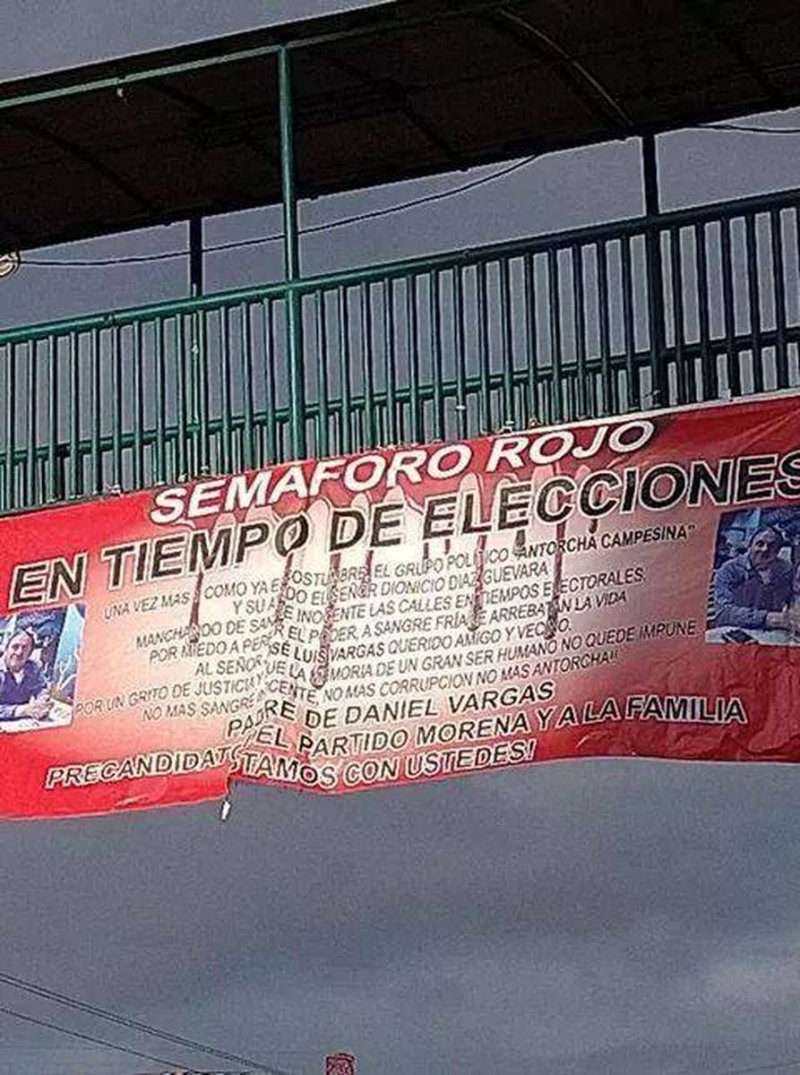 SEMAFORO ROJO
EN TIEMPO DE ELECCIONES
UNA VEZ MAS COMO YA ES COSTUMBRE EL GRUPO POLITICO "ANTORCHA CAMPESINA"
Y SU ALIADO EL SEÑOR DIONICIO DIAZ GUEVARA
MANCHANDO DE SANGRE INOCENTE LAS CALLES EN TIEMPOS ELECTORALES,
POR MIEDO A PERDER EL PODER, A SANGRE FRIA LE ARREBATAN LA VIDA
AL SEÑOR JOSÉ LUIS VARGAS QUERIDO AMIGO Y VECINO.
POR UN GRITO DE JUSTICIA Y QUE LA MEMORIA DE UN GRAN SER HUMANO NO QUEDE IMPUNE
NO MAS SANGRE INOCENTE, NO MAS CORRUPCION NO MAS ANTORCHA!!
PADRE DE DANIEL VARGAS
PRECANDIDATO DEL PARTIDO MORENA Y A LA FAMILIA
ESTAMOS CON USTEDES!